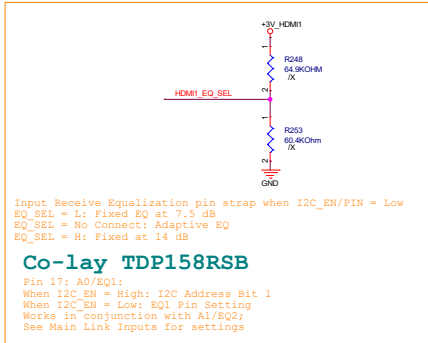 +3V_HDMI1
1
R248
64.9KOHM
/X
2
HDMI1_EQ_SEL
1
R253
60.4KOhm
/X
2
GND
Input Receive Equalization pin strap when I2C_EN/PIN = Low
EQ_SEL = L: Fixed EQ at 7.5 dB
EQ_SEL = No Connect: Adaptive EQ
EQ_SEL = H: Fixed at 14 dB
Co-lay TDP158RSB
Pin 17: A0/EQ1:
When I2C_EN = High: I2C Address Bit 1
When I2C_EN = Low: EQ1 Pin Setting
Works in conjunction with A1/EQ2;
See Main Link Inputs for settings